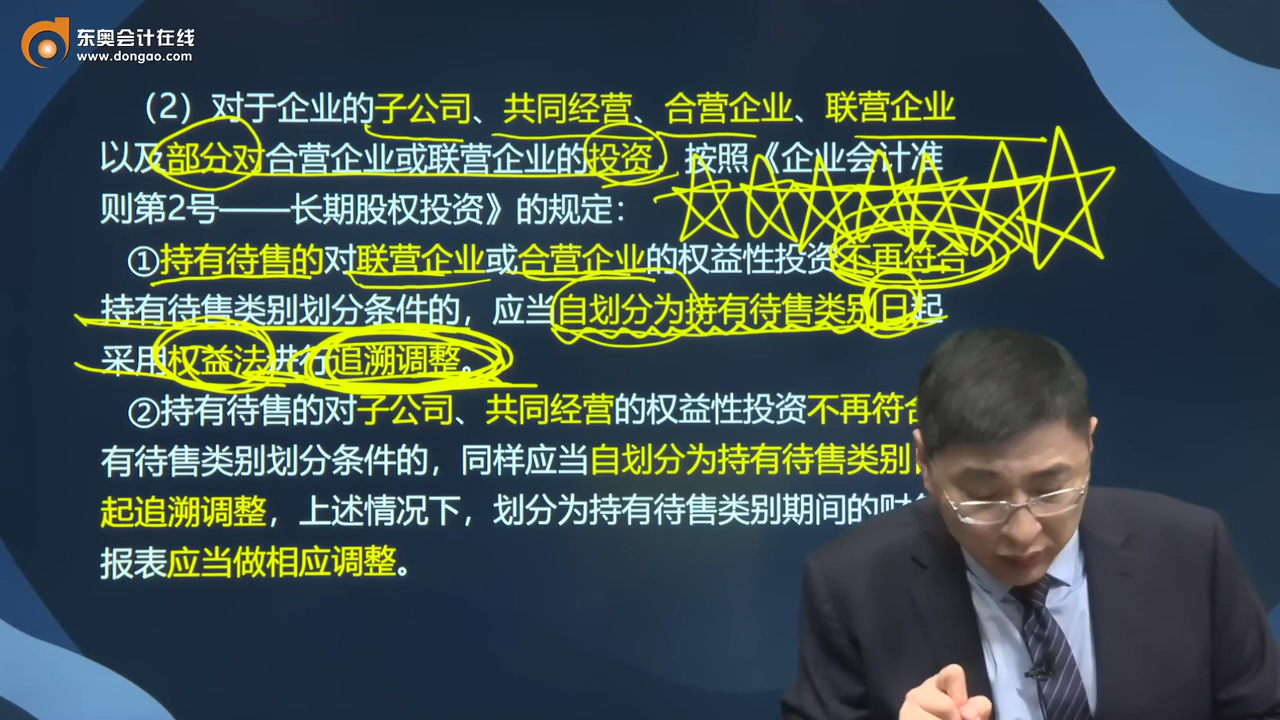 东奥会计在线
www.dongao.com
（2）对于企业的子公司、共同经营、合营企业、联营企业
以及部分对合营企业或联营企业的投资，按照《企业会计准
则第2号——长期股权投资》的规定：
①持有待售的对联营企业或合营企业的权益性投资不再符合
持有待售类别划分条件的，应当自划分为持有待售类别日起
采用权益法进行追溯调整。
②持有待售的对子公司、共同经营的权益性投资不再符合
有待售类别划分条件的，同样应当自划分为持有待售类别
起追溯调整，上述情况下，划分为持有待售类别期间的财
报表应当做相应调整。